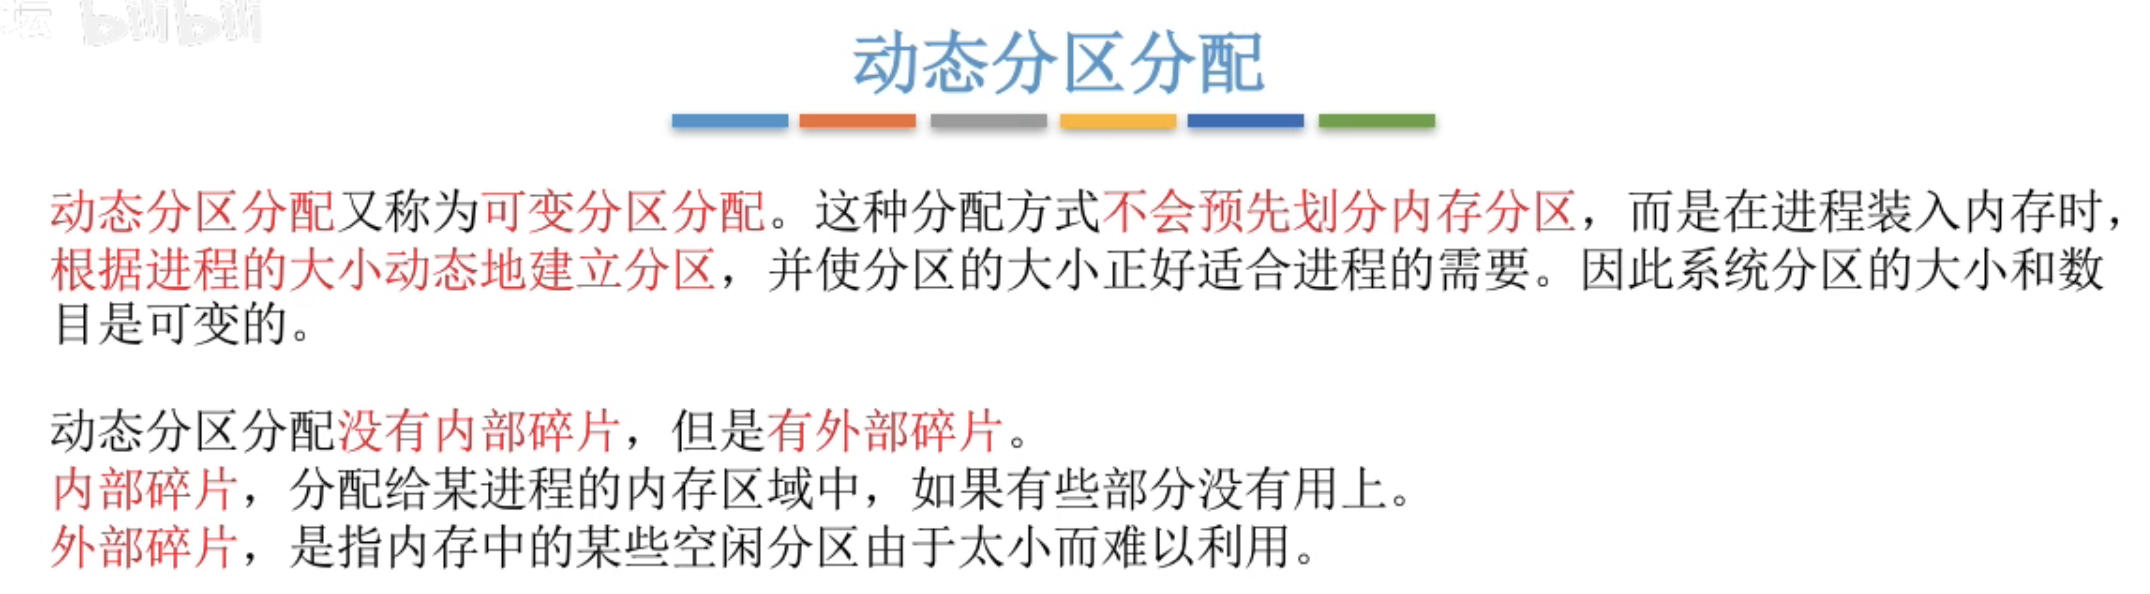 坛 bilibili
动态分区分配
动态分区分配又称为可变分区分配。这种分配方式不会预先划分内存分区，而是在进程装入内存时，
根据进程的大小动态地建立分区，并使分区的大小正好适合进程的需要。因此系统分区的大小和数
目是可变的。
动态分区分配没有内部碎片，但是有外部碎片。
内部碎片，分配给某进程的内存区域中，如果有些部分没有用上。
外部碎片，是指内存中的某些空闲分区由于太小而难以利用。